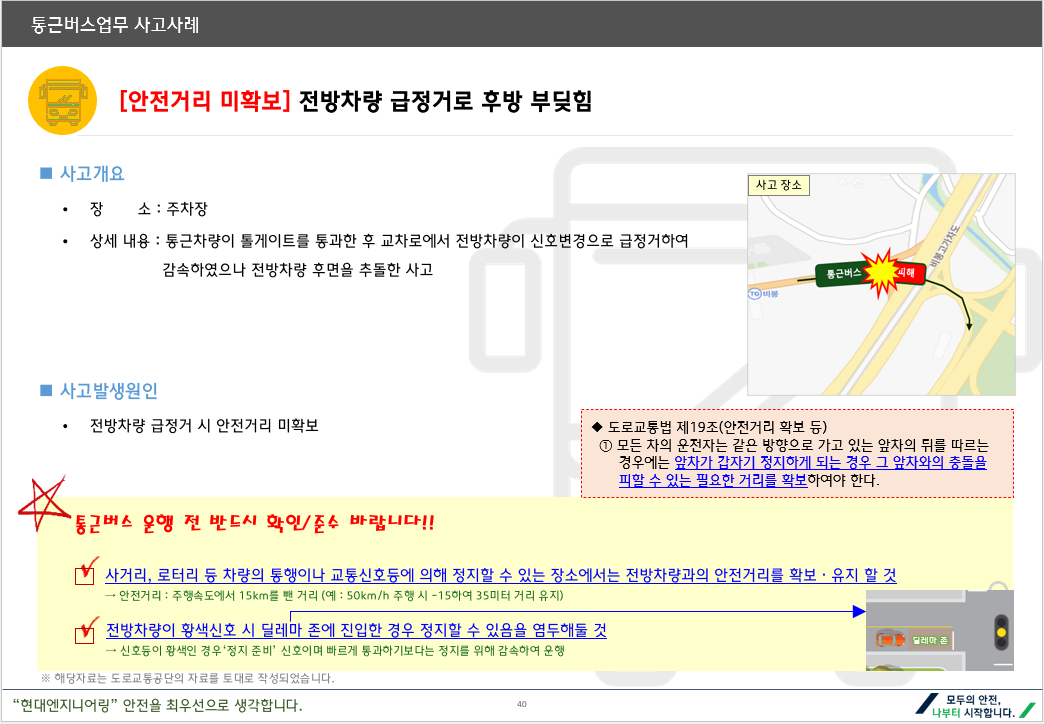 통근버스업무 사고사례
[안전거리 미확보] 전방차량 급정거로 후방 부딪힘
■ 사고개요
• 장 소 : 주차장
• 상세 내용 : 통근차량이 톨게이트를 통과한 후 교차로에서 전방차량이 신호변경으로 급정거하여
감속하였으나 전방차량 후면을 추돌한 사고
사고 장소
비봉고가차도
통근버스
피해
TG 비봉
■ 사고발생원인
• 전방차량 급정거 시 안전거리 미확보
◆ 도로교통법 제19조(안전거리 확보 등)
① 모든 차의 운전자는 같은 방향으로 가고 있는 앞차의 뒤를 따르는
경우에는 앞차가 갑자기 정지하게 되는 경우 그 앞차와의 충돌을
피할 수 있는 필요한 거리를 확보하여야 한다.
통근버스 운행 전 반드시 확인/준수 바랍니다!!
사거리, 로터리 등 차량의 통행이나 교통신호등에 의해 정지할 수 있는 장소에서는 전방차량과의 안전거리를 확보 · 유지 할 것
→ 안전거리 : 주행속도에서 15km를 뺀 거리 (예 : 50km/h 주행 시 -15하여 35미터 거리 유지)
전방차량이 황색신호 시 딜레마 존에 진입한 경우 정지할 수 있음을 염두해둘 것
→ 신호등이 황색인 경우 ‘정지 준비’ 신호이며 빠르게 통과하기보다는 정지를 위해 감속하여 운행
딜레마 존
※ 해당자료는 도로교통공단의 자료를 토대로 작성되었습니다.
“현대엔지니어링” 안전을 최우선으로 생각합니다.
40
모두의 안전,
나부터 시작합니다.